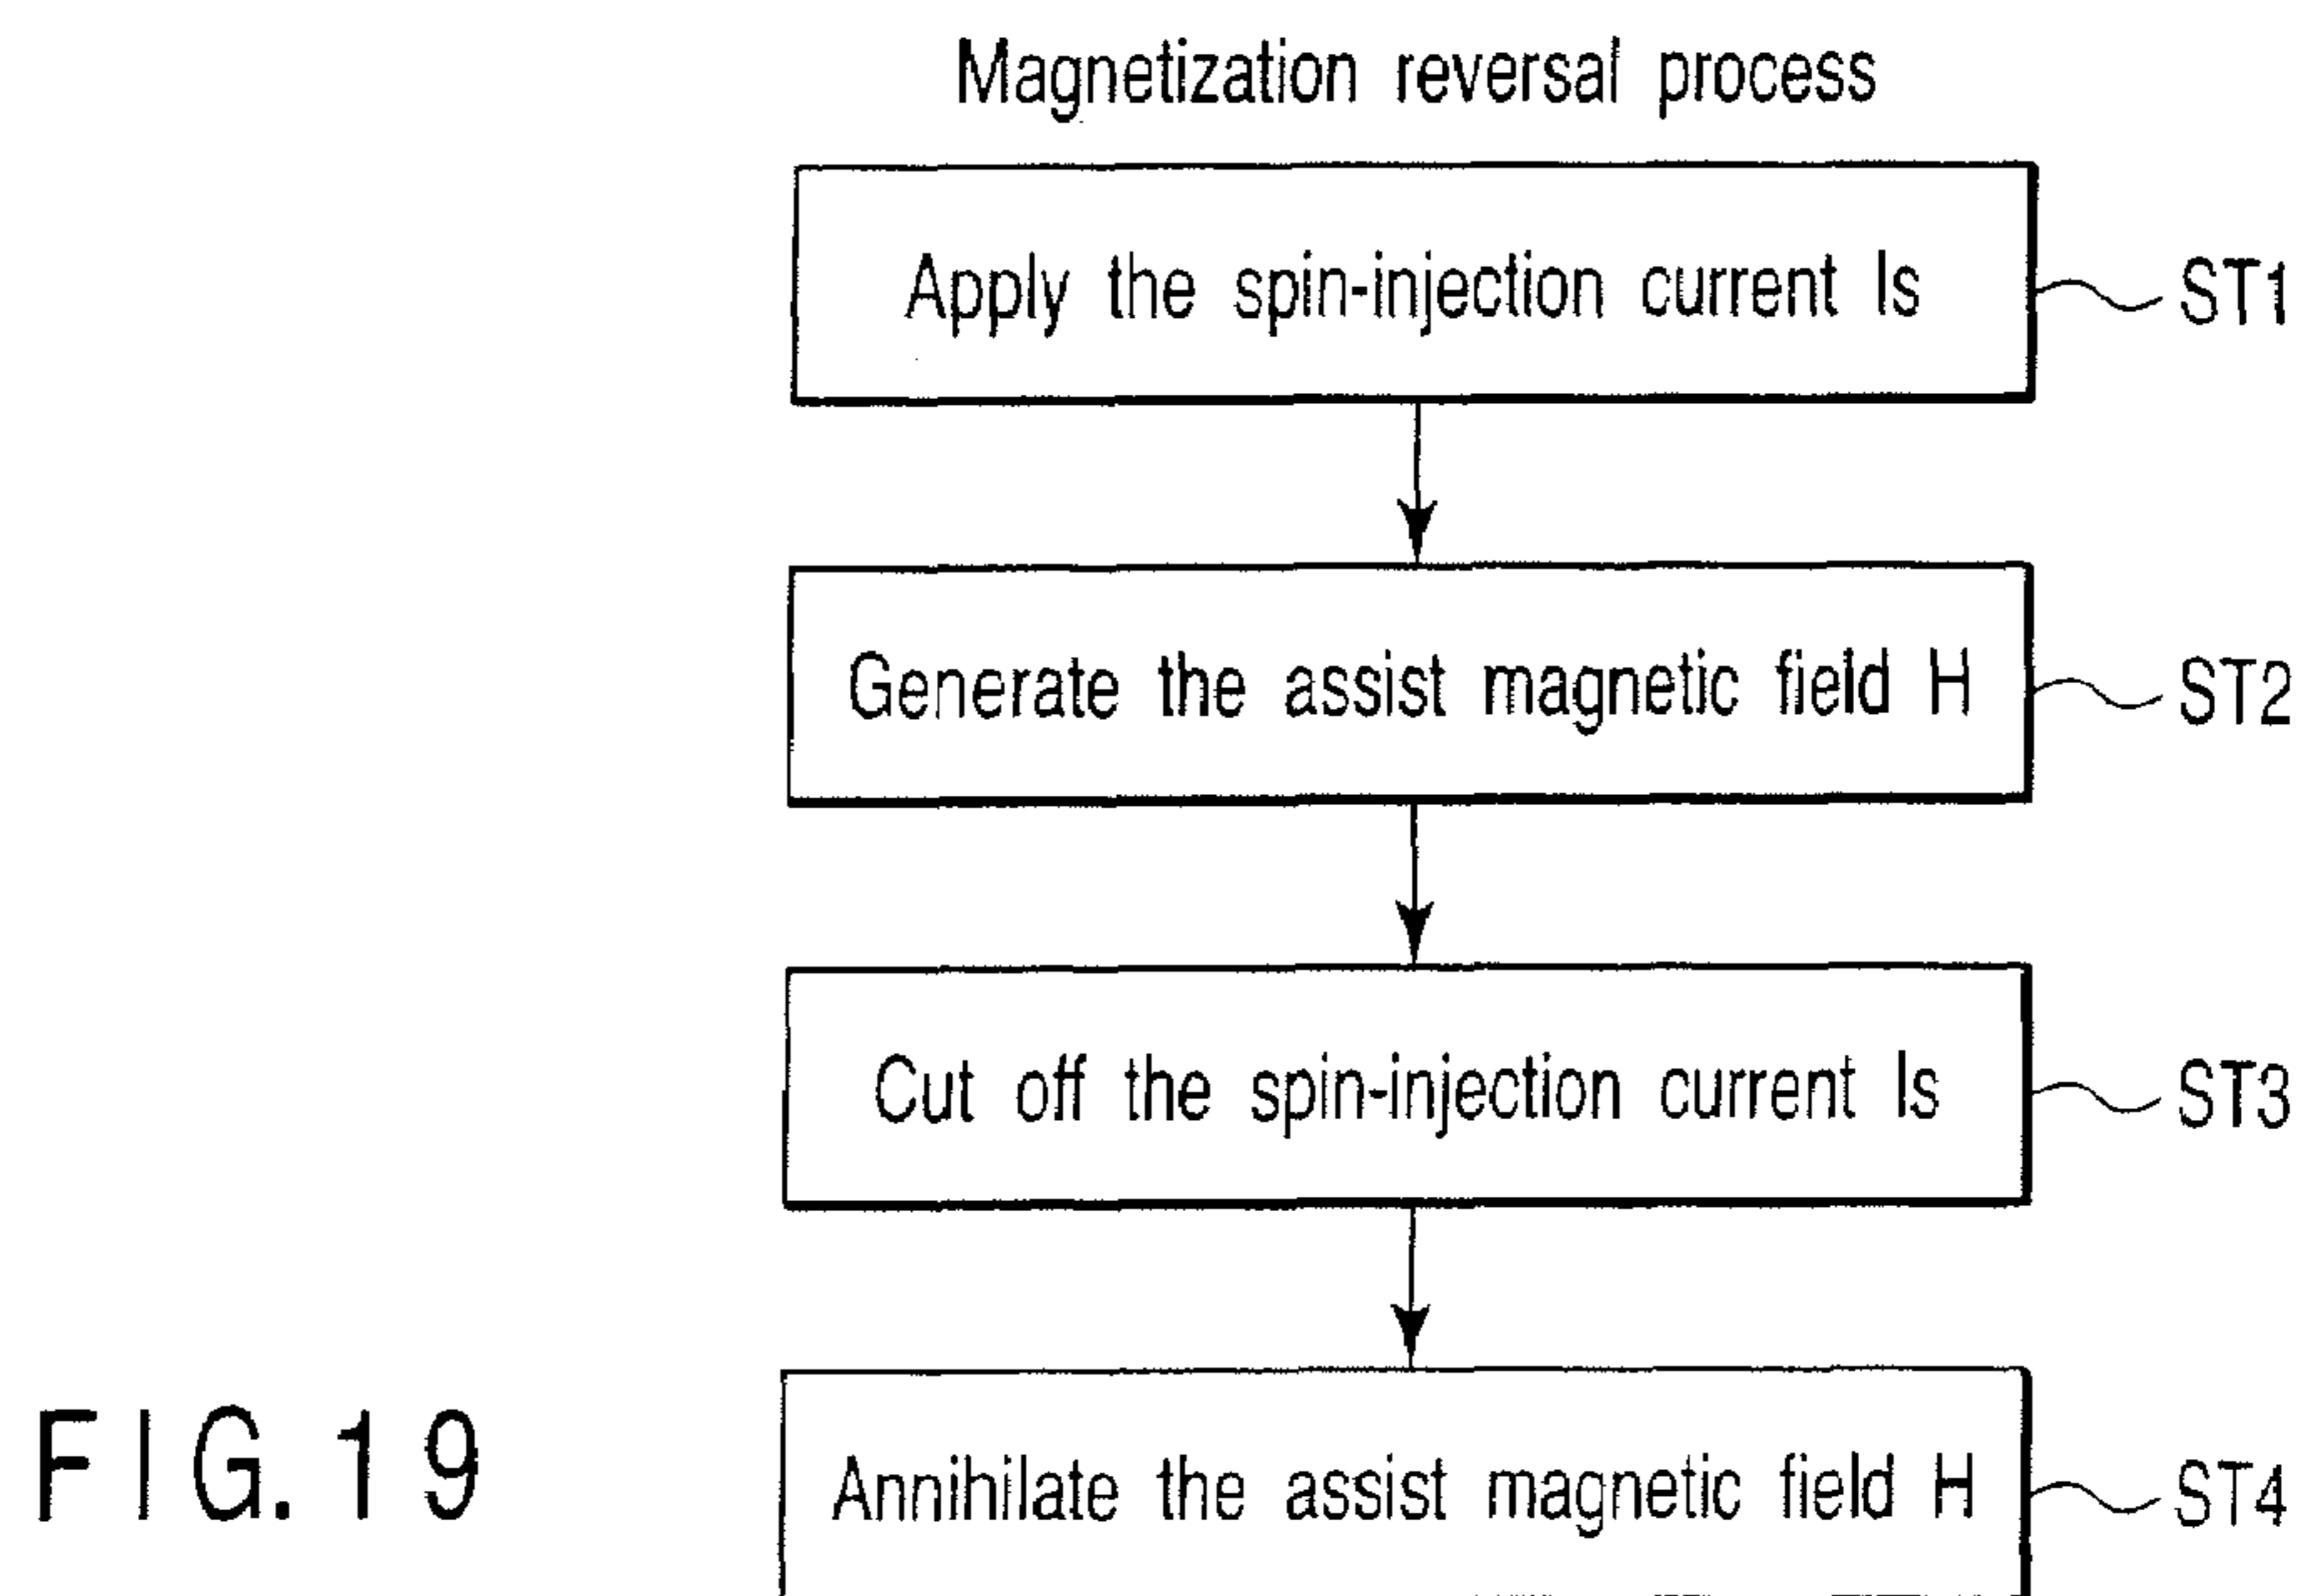 Magnetization reversal process
Apply the spin-injection current Is
ST1
Generate the assist magnetic field H
ST2
Cut off the spin-injection current Is
ST3
Annihilate the assist magnetic field H
ST4
FIG.19